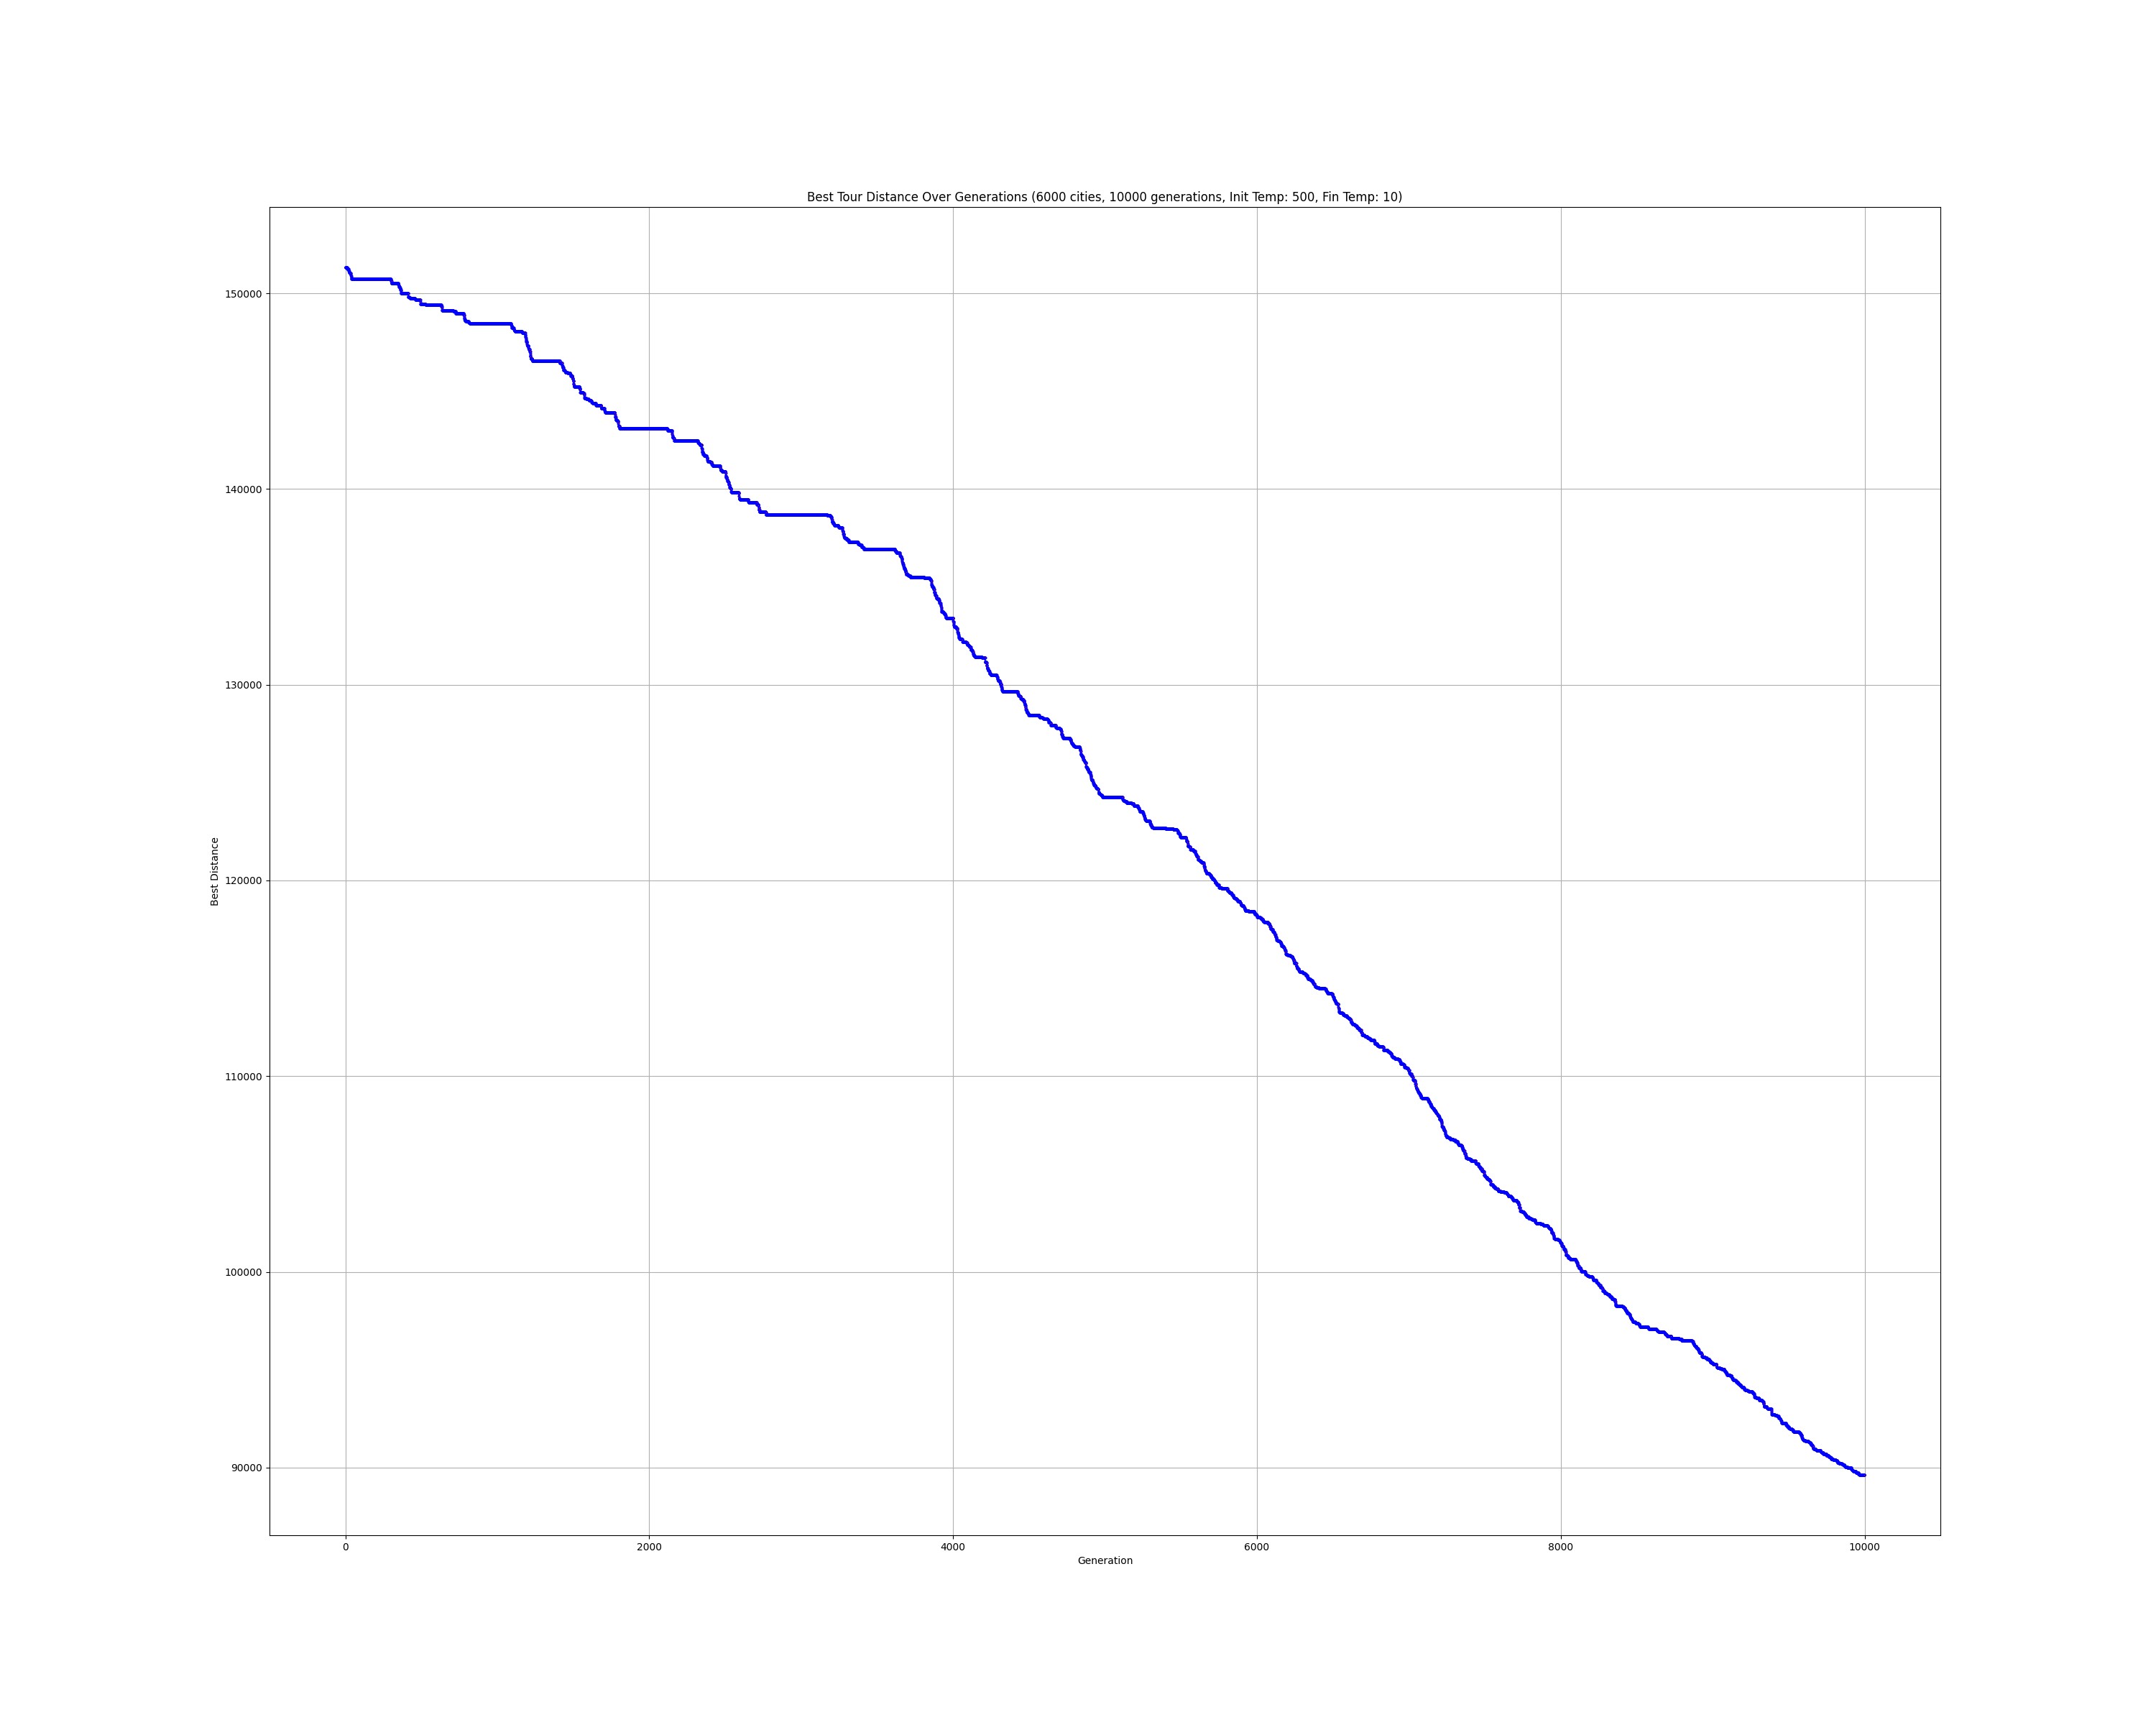 Best Tour Distance Over Generations (6000 cities, 10000 generations, Init Temp: 500, Fin Temp: 10)
150000
140000
130000
120000
110000
100000
90000
Best Distance
0 2000 4000 6000 8000 10000
Generation